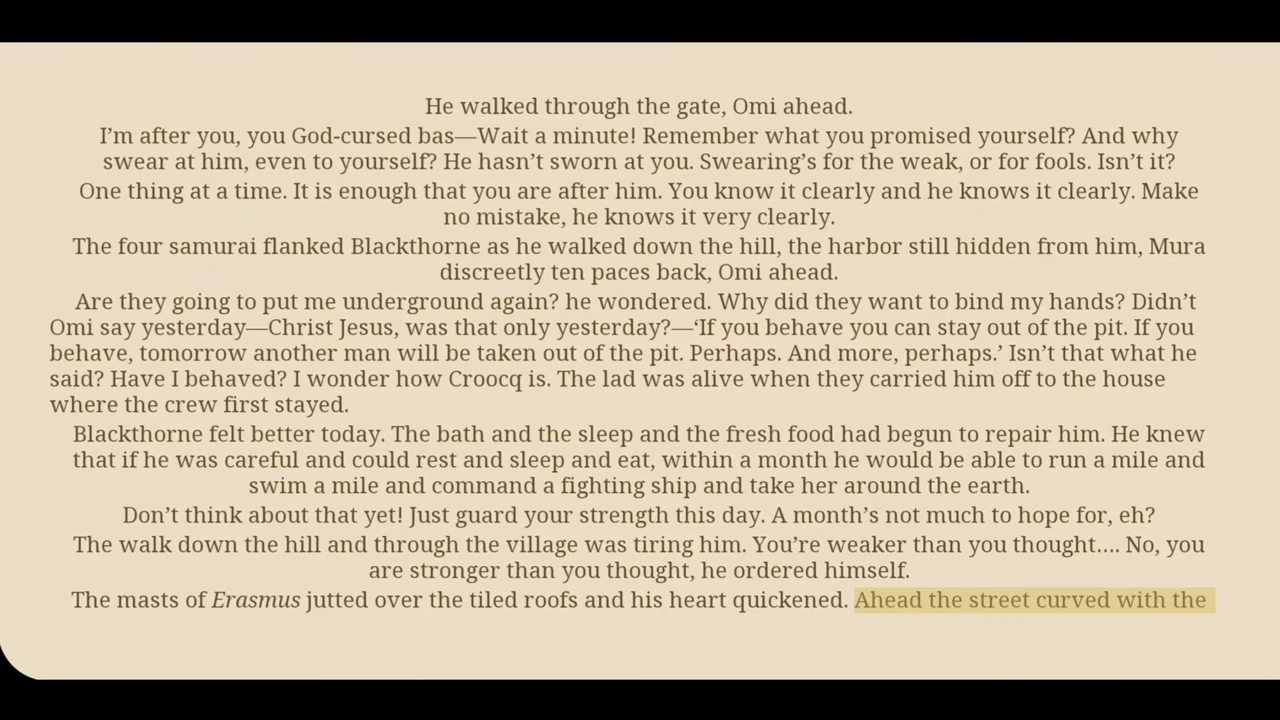 He walked through the gate, Omi ahead.
I’m after you, you God-cursed bas—Wait a minute! Remember what you promised yourself? And why
swear at him, even to yourself? He hasn’t sworn at you. Swearing’s for the weak, or for fools. Isn’t it?
One thing at a time. It is enough that you are after him. You know it clearly and he knows it clearly. Make
no mistake, he knows it very clearly.
The four samurai flanked Blackthorne as he walked down the hill, the harbor still hidden from him, Mura
discreetly ten paces back, Omi ahead.
Are they going to put me underground again? he wondered. Why did they want to bind my hands? Didn’t
Omi say yesterday—Christ Jesus, was that only yesterday?—‘If you behave you can stay out of the pit. If you
behave, tomorrow another man will be taken out of the pit. Perhaps. And more, perhaps.’ Isn’t that what he
said? Have I behaved? I wonder how Croocq is. The lad was alive when they carried him off to the house
where the crew first stayed.
Blackthorne felt better today. The bath and the sleep and the fresh food had begun to repair him. He knew
that if he was careful and could rest and sleep and eat, within a month he would be able to run a mile and
swim a mile and command a fighting ship and take her around the earth.
Don’t think about that yet! Just guard your strength this day. A month’s not much to hope for, eh?
The walk down the hill and through the village was tiring him. You’re weaker than you thought.... No, you
are stronger than you thought, he ordered himself.
The masts of Erasmus jutted over the tiled roofs and his heart quickened. Ahead the street curved with the